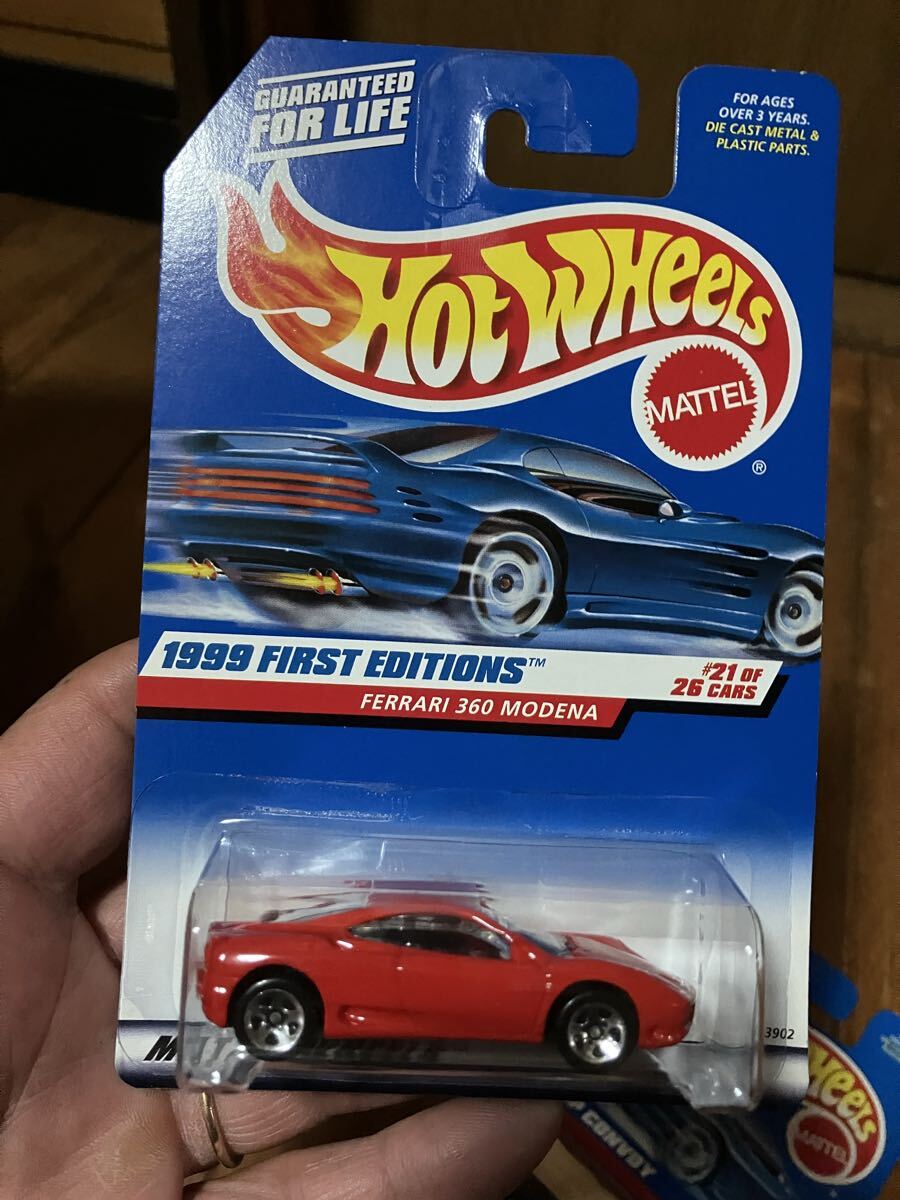 GUARANTEED
FOR LIFE
FOR AGES
OVER 3 YEARS.
DIE CAST METAL &
PLASTIC PARTS.
HOT WHEELS
MATTEL
®
1999 FIRST EDITIONS™
#21 OF
26 CARS
FERRARI 360 MODENA
3902
WHEELS
MATTEL
CONVOY